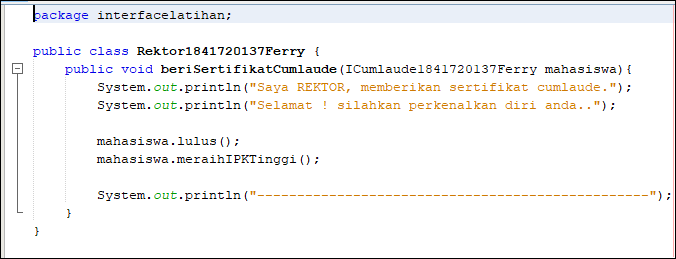 package interfacelatihan;
public class Rektor1841720137Ferry {
public void beriSertifikatCumlaude(ICumlaude1841720137Ferry mahasiswa){
System.out.println("Saya REKTOR, memberikan sertifikat cumlaude.");
System.out.println("Selamat ! silahkan perkenalkan diri anda..");
mahasiswa.lulus();
mahasiswa.meraihIPKTinggi();
System.out.println("-------------------------------------------------");
}
}